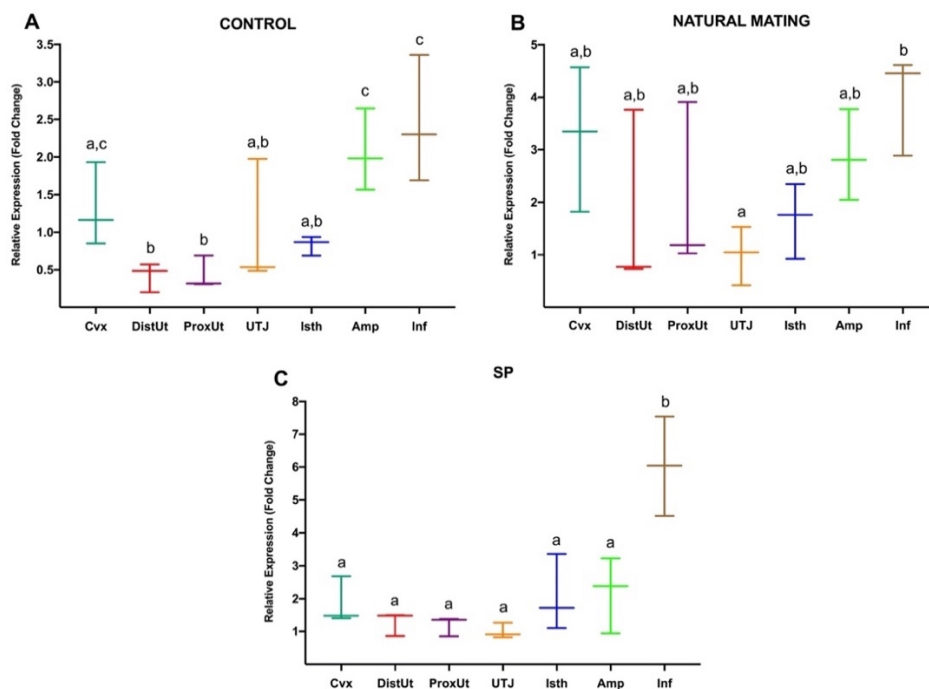 A
CONTROL
Relative Expression (Fold Change)
3.5
3.0
2.5
2.0
1.5
1.0
0.5
a,c
b
b
a,b
a,b
c
c
Cvx DistUt ProxUt UTJ Isth Amp Inf
B
NATURAL MATING
Relative Expression (Fold Change)
5
4
3
2
1
a,b
a,b
a,b
a
a,b
a,b
b
Cvx DistUt ProxUt UTJ Isth Amp Inf
C
SP
Relative Expression (Fold Change)
8
7
6
5
4
3
2
1
a
a
a
a
a
a
b
Cvx DistUt ProxUt UTJ Isth Amp Inf